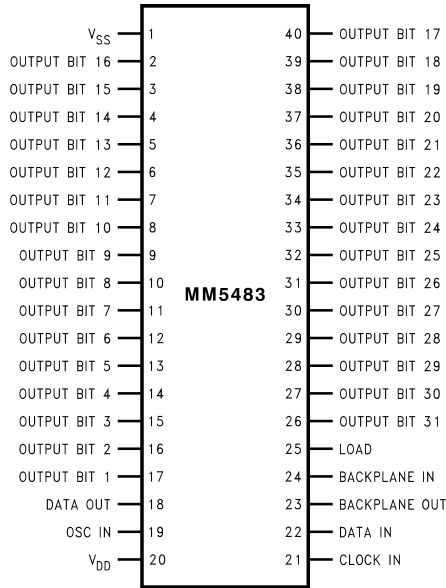 V_SS 1 40 OUTPUT BIT 17
OUTPUT BIT 16 2 39 OUTPUT BIT 18
OUTPUT BIT 15 3 38 OUTPUT BIT 19
OUTPUT BIT 14 4 37 OUTPUT BIT 20
OUTPUT BIT 13 5 36 OUTPUT BIT 21
OUTPUT BIT 12 6 35 OUTPUT BIT 22
OUTPUT BIT 11 7 34 OUTPUT BIT 23
OUTPUT BIT 10 8 33 OUTPUT BIT 24
OUTPUT BIT 9 9 32 OUTPUT BIT 25
OUTPUT BIT 8 10 31 OUTPUT BIT 26
MM5483
OUTPUT BIT 7 11 30 OUTPUT BIT 27
OUTPUT BIT 6 12 29 OUTPUT BIT 28
OUTPUT BIT 5 13 28 OUTPUT BIT 29
OUTPUT BIT 4 14 27 OUTPUT BIT 30
OUTPUT BIT 3 15 26 OUTPUT BIT 31
OUTPUT BIT 2 16 25 LOAD
OUTPUT BIT 1 17 24 BACKPLANE IN
DATA OUT 18 23 BACKPLANE OUT
OSC IN 19 22 DATA IN
V_DD 20 21 CLOCK IN